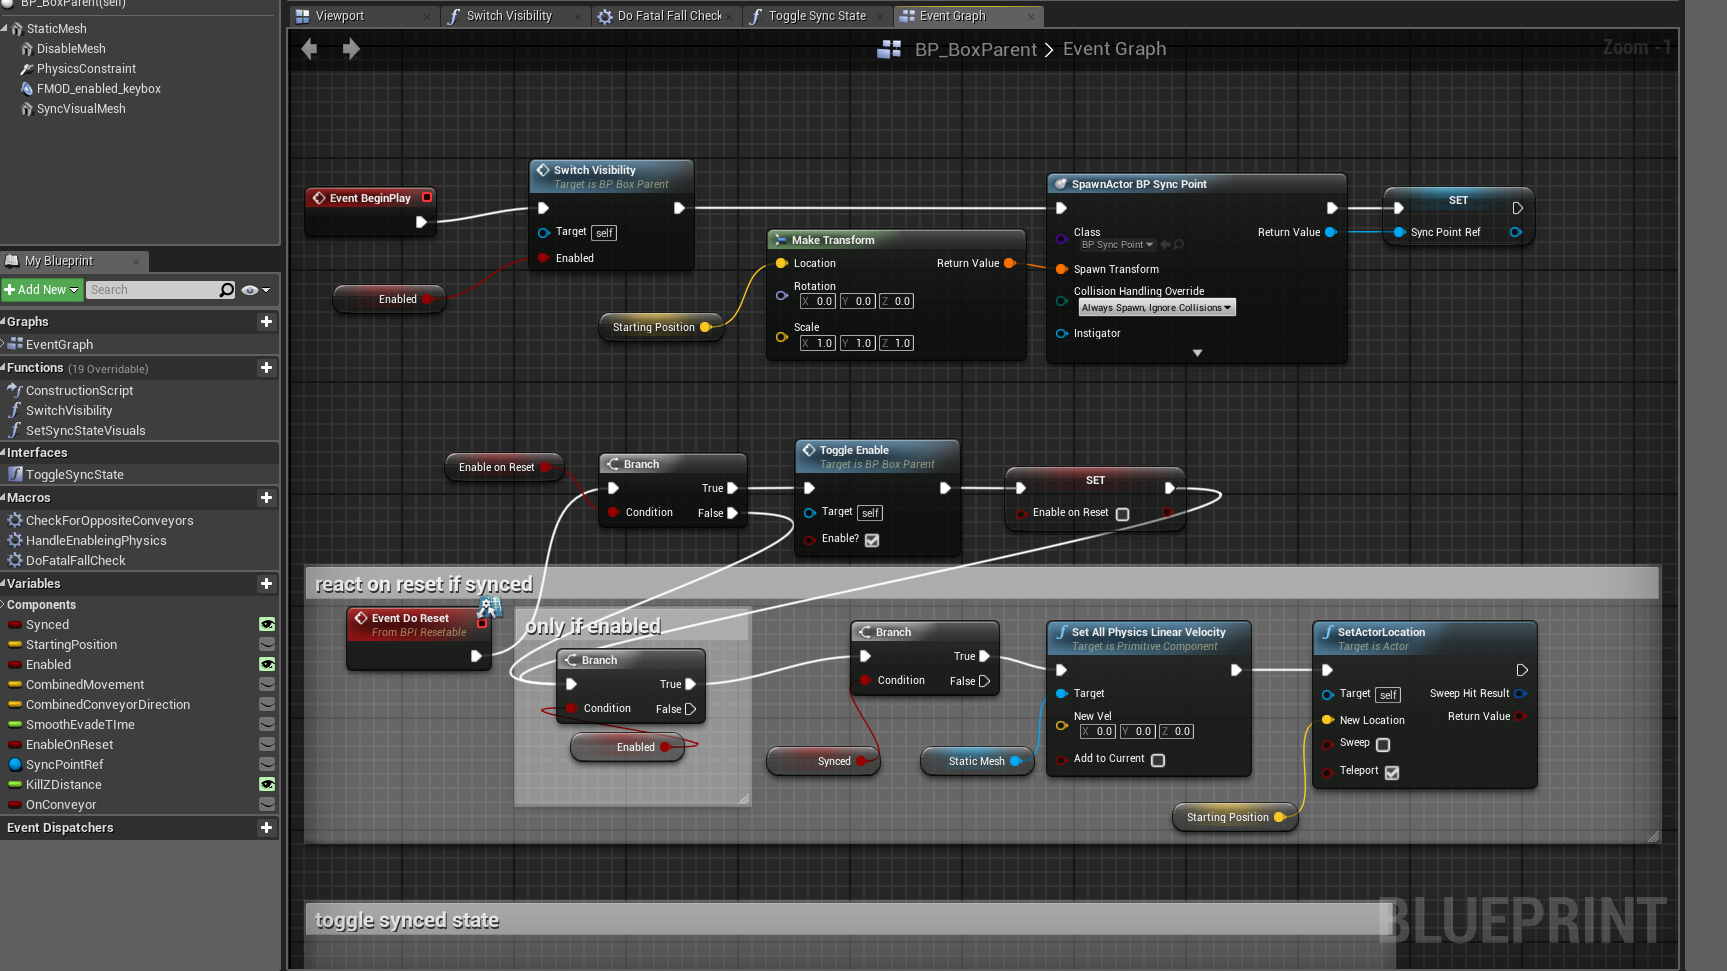 BP_BoxParent(self)
StaticMesh
DisableMesh
PhysicsConstraint
FMOD_enabled_keybox
SyncVisualMesh
My Blueprint
Add New
Search
Graphs
EventGraph
Functions (19 Overridable)
ConstructionScript
SwitchVisibility
SetSyncStateVisuals
Interfaces
ToggleSyncState
Macros
CheckForOppositeConveyors
HandleEnableingPhysics
DoFatalFallCheck
Variables
Components
Synced
StartingPosition
Enabled
CombinedMovement
CombinedConveyorDirection
SmoothEvadeTIme
EnableOnReset
SyncPointRef
KillZDistance
OnConveyor
Event Dispatchers
Viewport
Switch Visibility
Do Fatal Fall Check
Toggle Sync State
Event Graph
BP_BoxParent > Event Graph
Zoom -1
Event BeginPlay
Enabled
Switch Visibility
Target is BP Box Parent
Target self
Enabled
Starting Position
Make Transform
Location Return Value
Rotation
X 0.0 Y 0.0 Z 0.0
Scale
X 1.0 Y 1.0 Z 1.0
SpawnActor BP Sync Point
Class
BP Sync Point
Return Value
Spawn Transform
Collision Handling Override
Always Spawn, Ignore Collisions
Instigator
SET
Sync Point Ref
Enable on Reset
Branch
True
Condition False
Toggle Enable
Target is BP Box Parent
Target self
Enable?
SET
Enable on Reset
react on reset if synced
Event Do Reset
From BPI Resetable
only if enabled
Branch
True
Condition False
Enabled
Branch
True
Condition False
Synced
Static Mesh
Set All Physics Linear Velocity
Target is Primitive Component
Target
New Vel
X 0.0 Y 0.0 Z 0.0
Add to Current
Starting Position
SetActorLocation
Target is Actor
Target self Sweep Hit Result
New Location Return Value
Sweep
Teleport
toggle synced state
BLUEPRINT